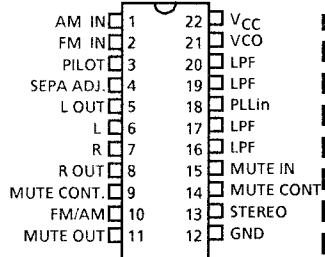 AM IN 1 22 VCC
FM IN 2 21 VCO
PILOT 3 20 LPF
SEPA ADJ. 4 19 LPF
L OUT 5 18 PLLin
L 6 17 LPF
R 7 16 LPF
R OUT 8 15 MUTE IN
MUTE CONT. 9 14 MUTE CONT
FM/AM 10 13 STEREO
MUTE OUT 11 12 GND